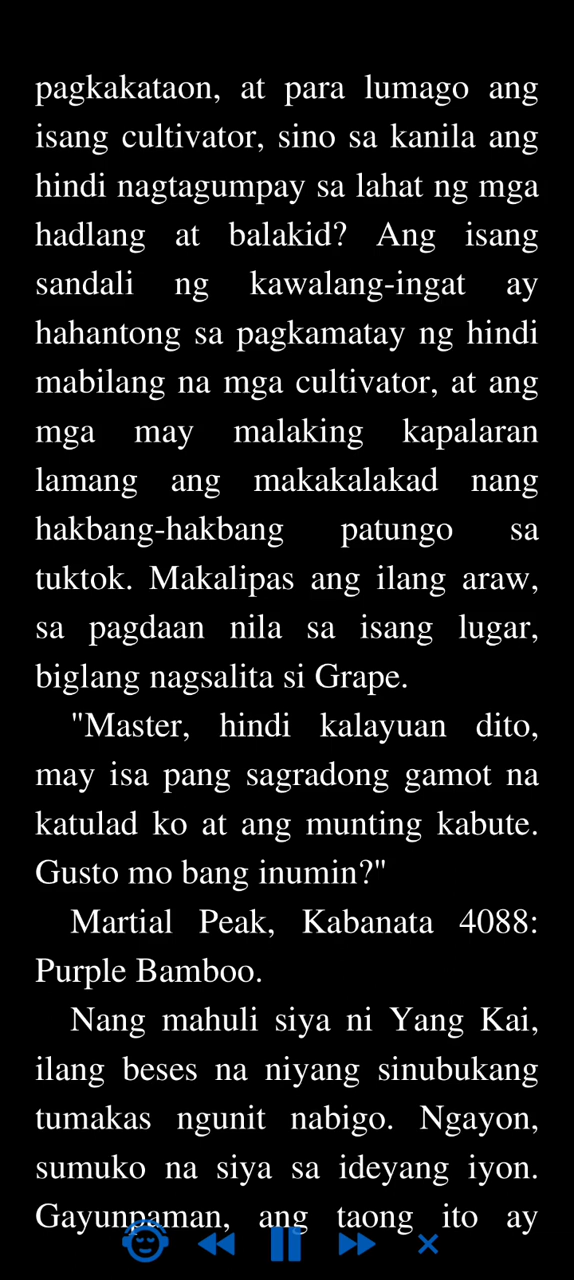 pagkakataon, at para lumago ang
isang cultivator, sino sa kanila ang
hindi nagtagumpay sa lahat ng mga
hadlang at balakid? Ang isang
sandali ng kawalang-ingat ay
hahantong sa pagkamatay ng hindi
mabilang na mga cultivator, at ang
mga may malaking kapalaran
lamang ang makakalakad nang
hakbang-hakbang patungo sa
tuktok. Makalipas ang ilang araw,
sa pagdaan nila sa isang lugar,
biglang nagsalita si Grape.
"Master, hindi kalayuan dito,
may isa pang sagradong gamot na
katulad ko at ang munting kabute.
Gusto mo bang inumin?"
Martial Peak, Kabanata 4088:
Purple Bamboo.
Nang mahuli siya ni Yang Kai,
ilang beses na niyang sinubukang
tumakas ngunit nabigo. Ngayon,
sumuko na siya sa ideyang iyon.
Gayunpaman, ang taong ito ay